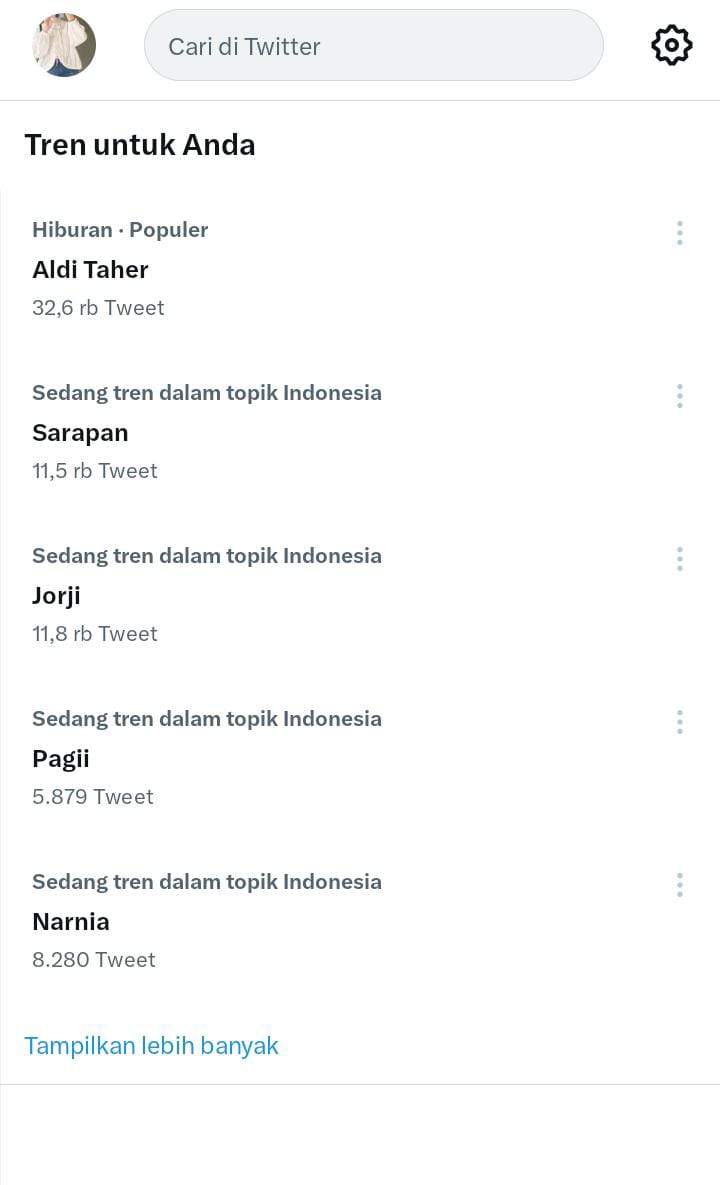 Cari di Twitter
Tren untuk Anda
Hiburan · Populer
Aldi Taher
32,6 rb Tweet
Sedang tren dalam topik Indonesia
Sarapan
11,5 rb Tweet
Sedang tren dalam topik Indonesia
Jorji
11,8 rb Tweet
Sedang tren dalam topik Indonesia
Pagii
5.879 Tweet
Sedang tren dalam topik Indonesia
Narnia
8.280 Tweet
Tampilkan lebih banyak